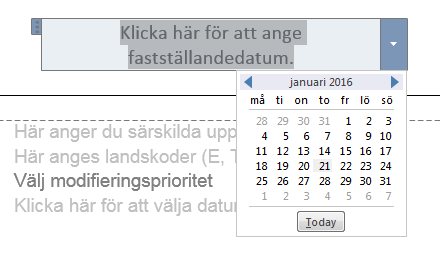 Klicka här för att ange
fastställandedatum.
januari 2016
må ti on to fr lö sö
28 29 30 31 1 2 3
4 5 6 7 8 9 10
11 12 13 14 15 16 17
18 19 20 21 22 23 24
25 26 27 28 29 30 31
1 2 3 4 5 6 7
Today
Här anger du särskilda upp
Här anges landskoder (E, T
Välj modifieringsprioritet
Klicka här för att välja datu